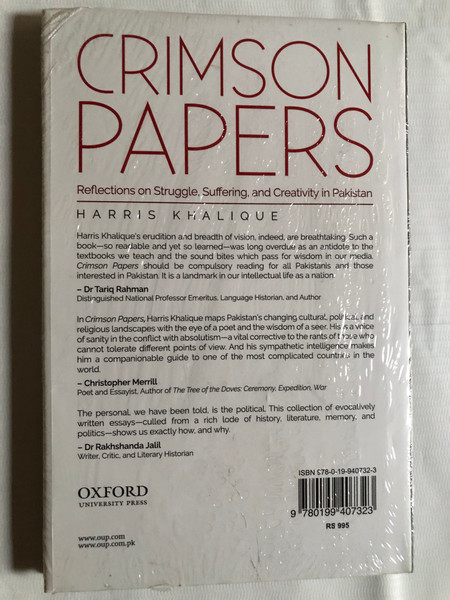 CRIMSON
PAPERS
Reflections on Struggle, Suffering, and Creativity in Pakistan
HARRIS KHALIQUE
Harris Khalique's erudition and breadth of vision, indeed, are breathtaking. Such a
book—so readable and yet so learned—was long overdue as an antidote to the
textbooks we teach and the sound bites which pass for wisdom in our media.
Crimson Papers should be compulsory reading for all Pakistanis and those
interested in Pakistan. It is a landmark in our intellectual life as a nation.
– Dr Tariq Rahman
Distinguished National Professor Emeritus, Language Historian, and Author
In Crimson Papers, Harris Khalique maps Pakistan's changing cultural, political, and
religious landscapes with the eye of a poet and the wisdom of a seer. His is a voice
of sanity in the conflict with absolutism—a vital corrective to the rants of those who
cannot tolerate different points of view. And his sympathetic intelligence makes
him a companionable guide to one of the most complicated countries in the
world.
– Christopher Merrill
Poet and Essayist, Author of The Tree of the Doves: Ceremony, Expedition, War
The personal, we have been told, is the political. This collection of evocatively
written essays—culled from a rich lode of history, literature, memory, and
politics—shows us exactly how, and why.
– Dr Rakhshanda Jalil
Writer, Critic, and Literary Historian
ISBN 978-0-19-940732-3
OXFORD
UNIVERSITY PRESS
9 780199 407323
RS 995
www.oup.com
www.oup.com.pk